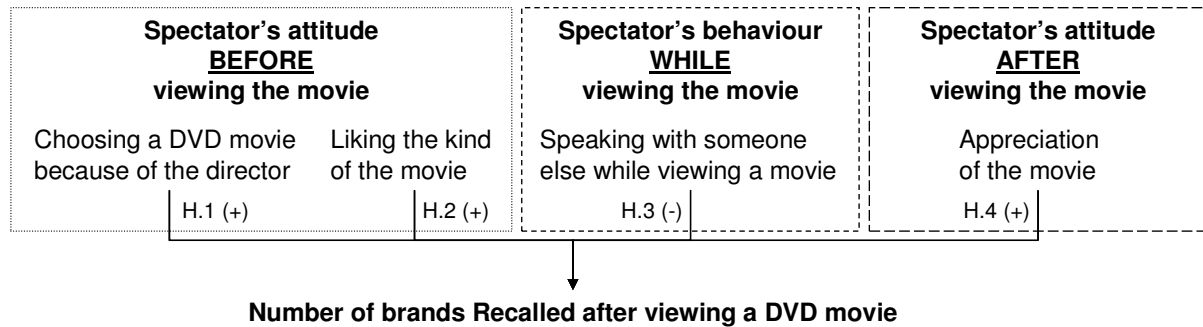 Spectator's attitude
BEFORE
viewing the movie
Choosing a DVD movie
because of the director
Liking the kind
of the movie
H.1 (+)
H.2 (+)
Spectator's behaviour
WHILE
viewing the movie
Speaking with someone
else while viewing a movie
H.3 (-)
Spectator's attitude
AFTER
viewing the movie
Appreciation
of the movie
H.4 (+)
Number of brands Recalled after viewing a DVD movie